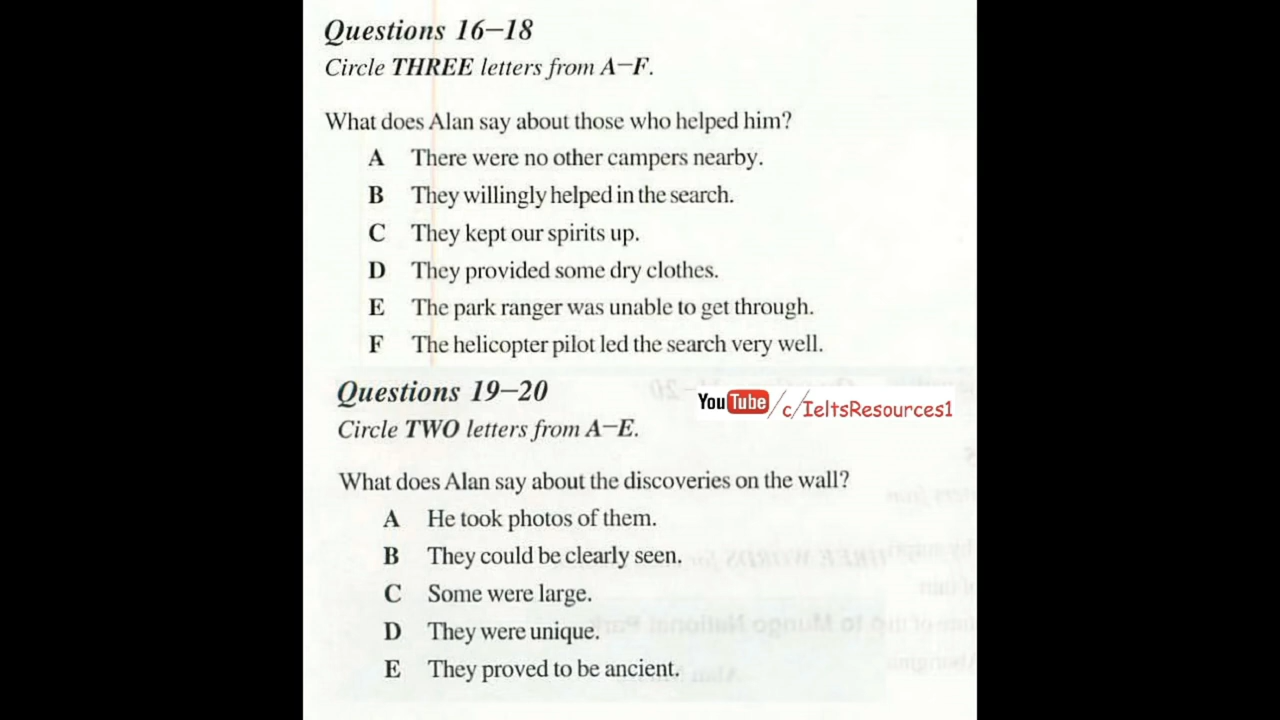 Questions 16–18
Circle THREE letters from A–F.
What does Alan say about those who helped him?
A There were no other campers nearby.
B They willingly helped in the search.
C They kept our spirits up.
D They provided some dry clothes.
E The park ranger was unable to get through.
F The helicopter pilot led the search very well.
Questions 19–20
YouTube/c/IeltsResources1
Circle TWO letters from A–E.
What does Alan say about the discoveries on the wall?
A He took photos of them.
B They could be clearly seen.
C Some were large.
D They were unique.
E They proved to be ancient.